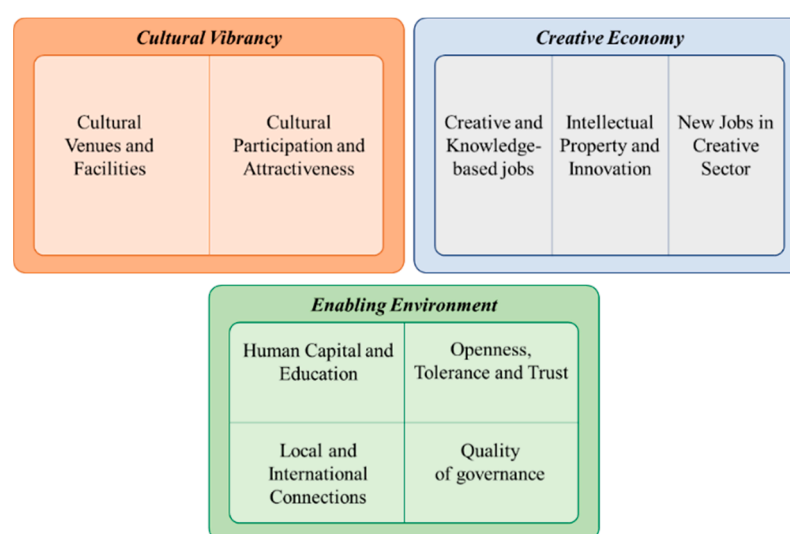 Cultural Vibrancy
Cultural
Venues and
Facilities
Cultural
Participation and
Attractiveness
Creative Economy
Creative and
Knowledge-
based jobs
Intellectual
Property and
Innovation
New Jobs in
Creative
Sector
Enabling Environment
Human Capital and
Education
Openness,
Tolerance and Trust
Local and
International
Connections
Quality
of governance